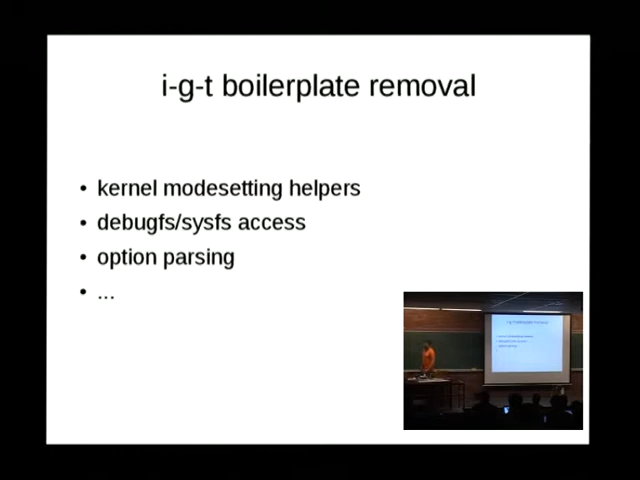 i-g-t boilerplate removal
• kernel modesetting helpers
• debugfs/sysfs access
• option parsing
• ...